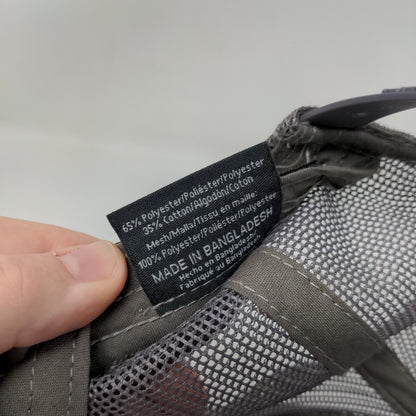 65% Polyester/Poliéster/Polyester
35% Cotton/Algodón/Coton
Mesh/Malla/Tissu en maille:
100% Polyester/Poliéster/Polyester
MADE IN BANGLADESH
Hecho en Bangladesh/
Fabriqué au Bangladesh